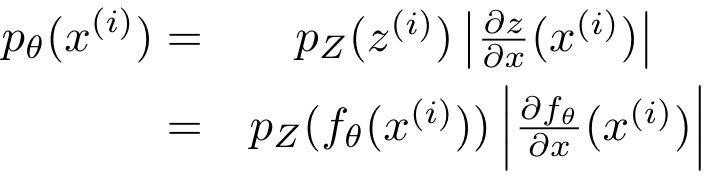 p_θ(x^{(i)}) = p_Z(z^{(i)}) |∂z/∂x (x^{(i)})|
= p_Z(f_θ(x^{(i)})) |∂f_θ/∂x (x^{(i)})|